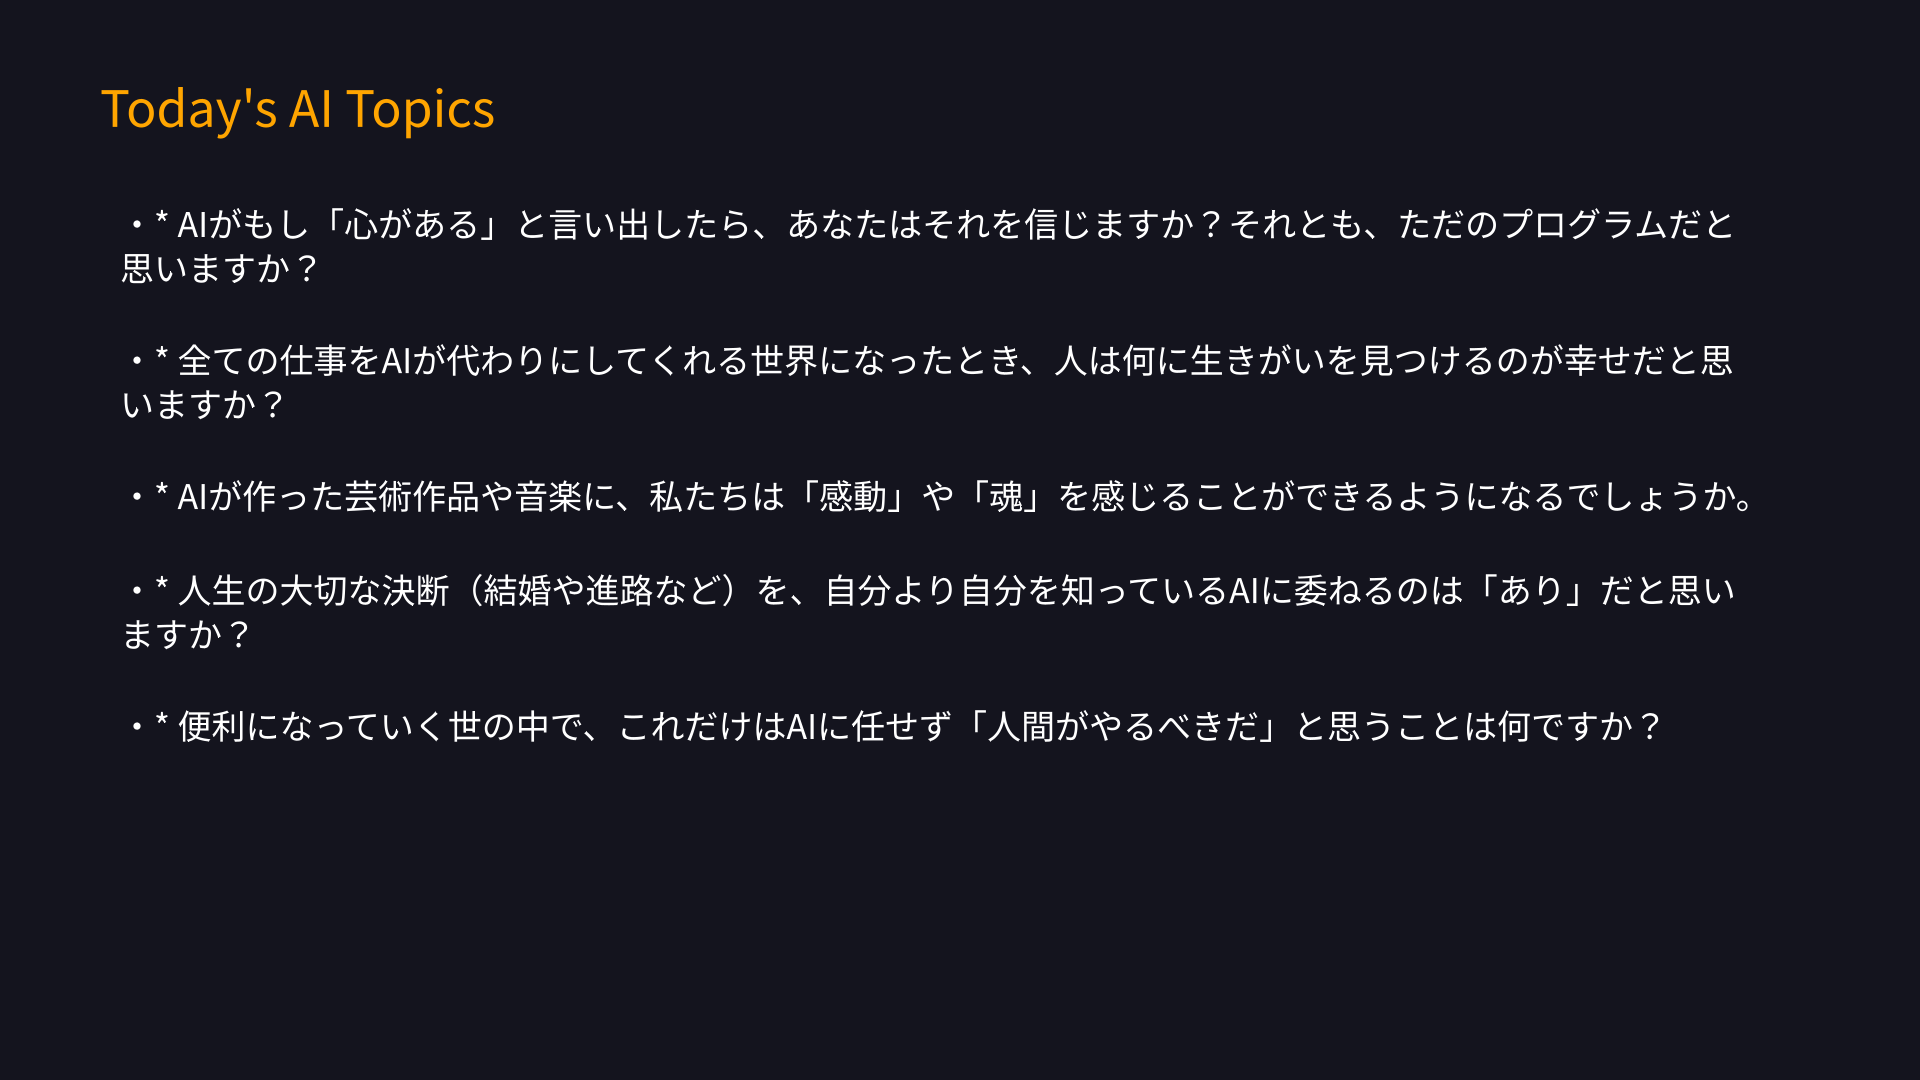 Today's AI Topics
・* AIがもし「心がある」と言い出したら、あなたはそれを信じますか？それとも、ただのプログラムだと
思いますか？
・* 全ての仕事をAIが代わりにしてくれる世界になったとき、人は何に生きがいを見つけるのが幸せだと思
いますか？
・* AIが作った芸術作品や音楽に、私たちは「感動」や「魂」を感じることができるようになるでしょうか。
・* 人生の大切な決断（結婚や進路など）を、自分より自分を知っているAIに委ねるのは「あり」だと思い
ますか？
・* 便利になっていく世の中で、これだけはAIに任せず「人間がやるべきだ」と思うことは何ですか？